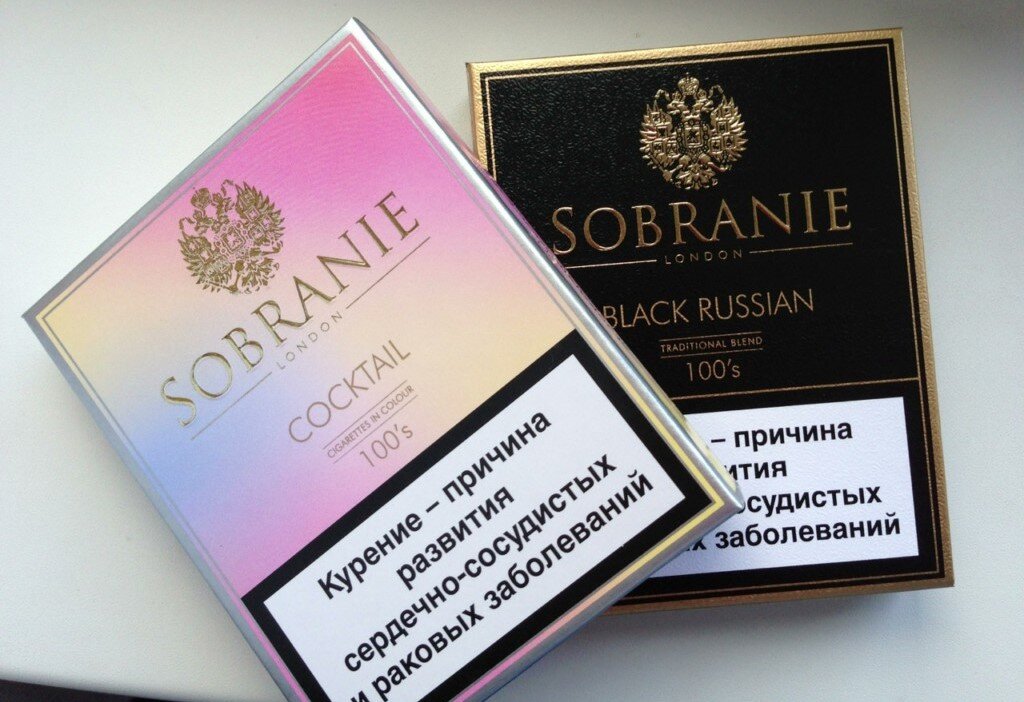 SOBRANIE
LONDON
COCKTAIL
CIGARETTES IN COLOUR
100's
Курение – причина
развития
сердечно-сосудистых
и раковых заболеваний
SOBRANIE
LONDON
BLACK RUSSIAN
TRADITIONAL BLEND
100's
– причина
заболеваний